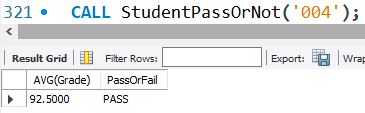 321 CALL StudentPassOrNot('004');
Result Grid Filter Rows: Export: Wrap
AVG(Grade) PassOrFail
92.5000 PASS